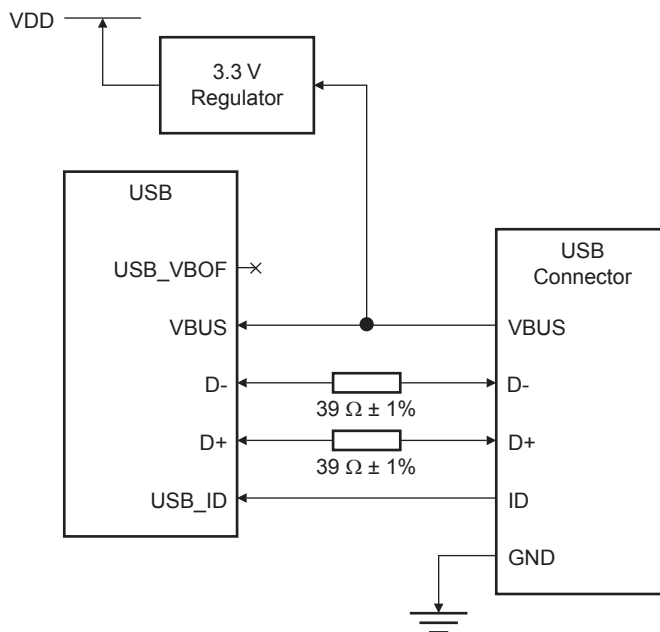 VDD
3.3 V
Regulator
USB
USB_VBOF
VBUS
D-
D+
USB_ID
39 Ω ± 1%
39 Ω ± 1%
USB
Connector
VBUS
D-
D+
ID
GND